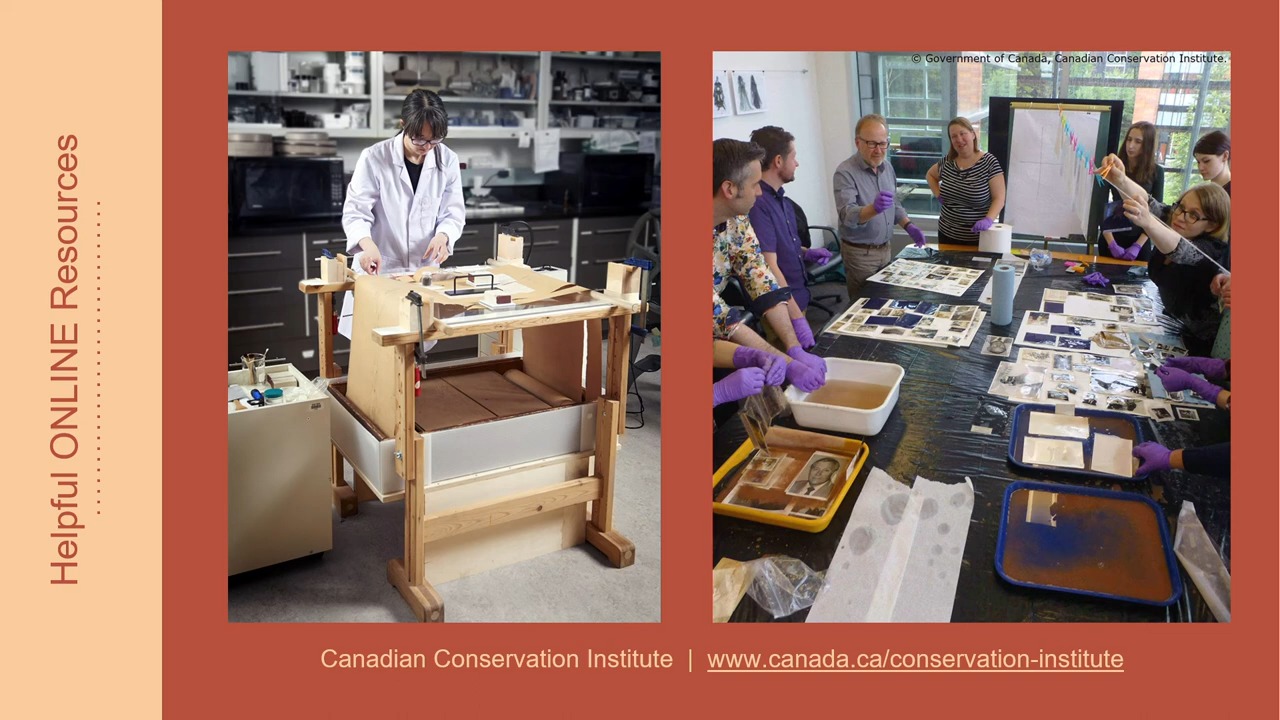 Helpful ONLINE Resources
© Government of Canada, Canadian Conservation Institute.
Canadian Conservation Institute | www.canada.ca/conservation-institute